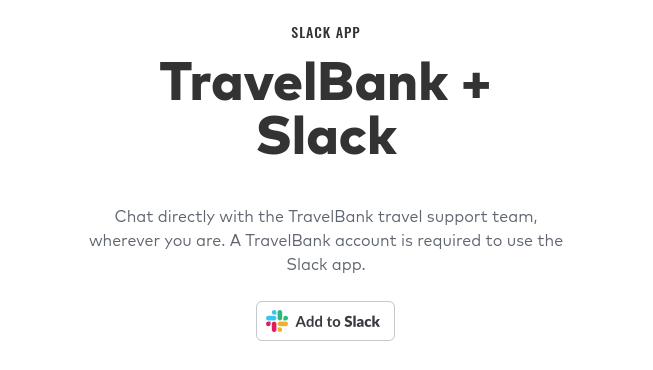 SLACK APP
TravelBank +
Slack
Chat directly with the TravelBank travel support team,
wherever you are. A TravelBank account is required to use the
Slack app.
Add to Slack